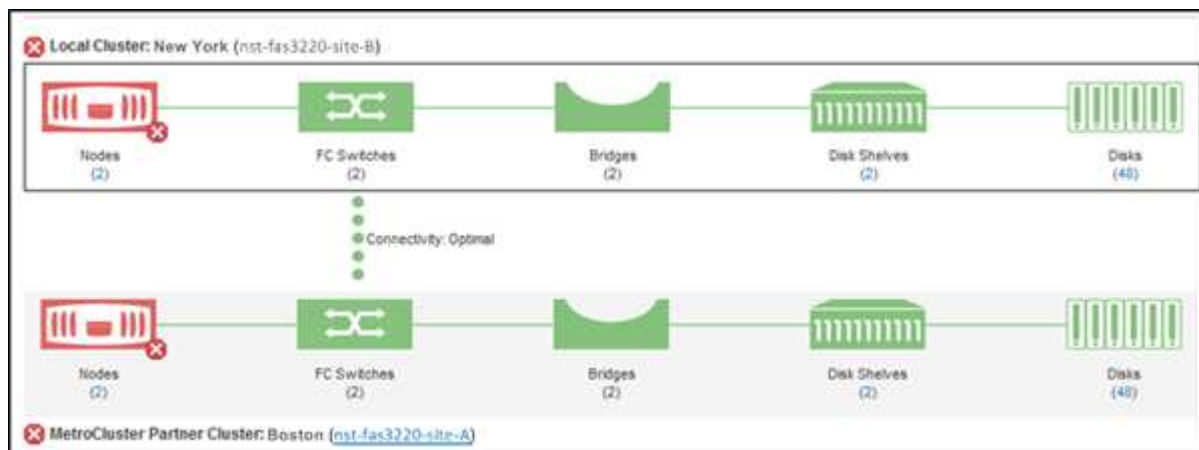 Local Cluster: New York (nst-fas3220-site-B)
Nodes FC Switches Bridges Disk Shelves Disks
(2) (2) (2) (2) (48)
Connectivity: Optimal
Nodes FC Switches Bridges Disk Shelves Disks
(2) (2) (2) (2) (48)
MetroCluster Partner Cluster: Boston (nst-fas3220-site-A)